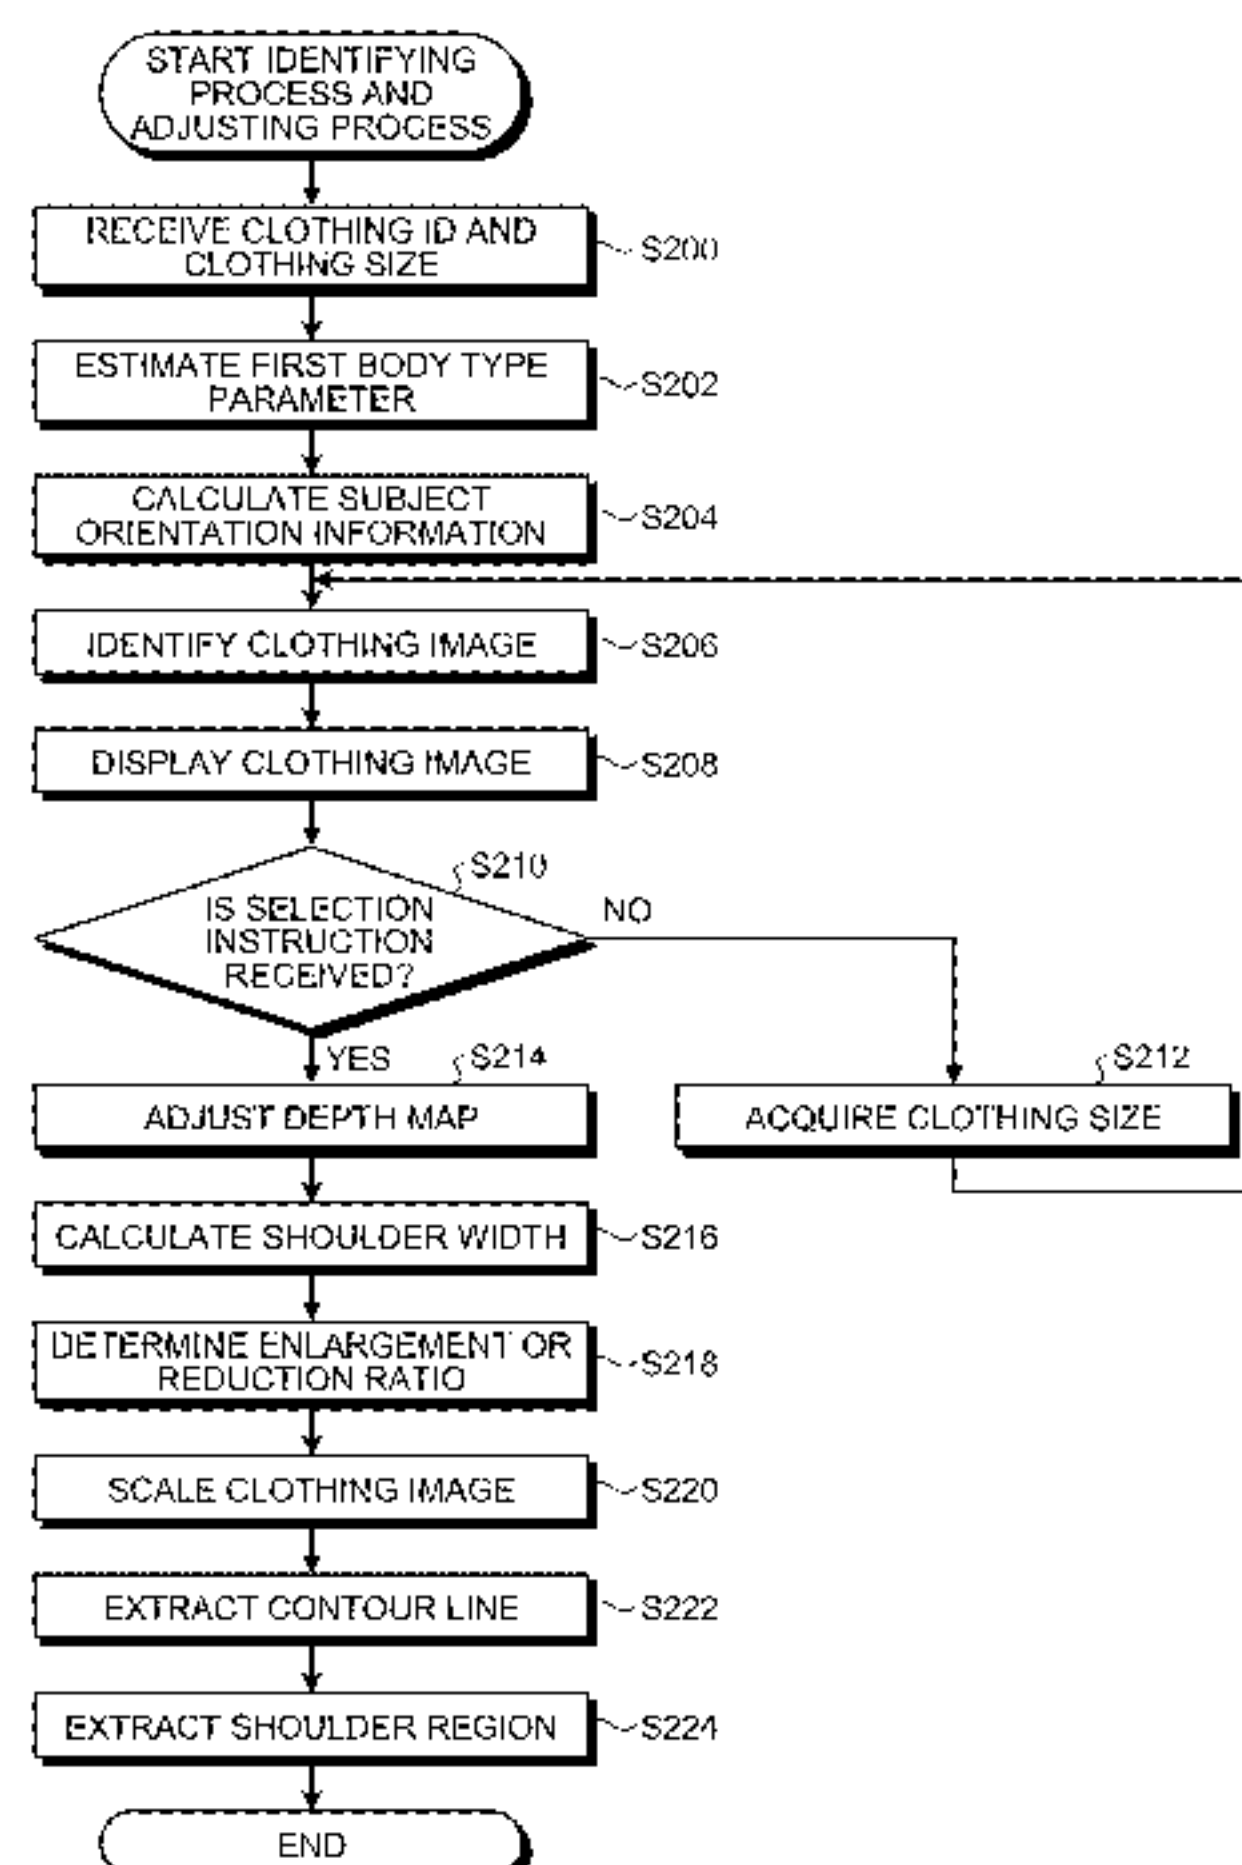 START IDENTIFYING
PROCESS AND
ADJUSTING PROCESS
RECEIVE CLOTHING ID AND
CLOTHING SIZE
S200
ESTIMATE FIRST BODY TYPE
PARAMETER
S202
CALCULATE SUBJECT
ORIENTATION INFORMATION
S204
IDENTIFY CLOTHING IMAGE
S206
DISPLAY CLOTHING IMAGE
S208
S210
IS SELECTION
INSTRUCTION
RECEIVED?
NO
YES
S214
ADJUST DEPTH MAP
S212
ACQUIRE CLOTHING SIZE
CALCULATE SHOULDER WIDTH
S216
DETERMINE ENLARGEMENT OR
REDUCTION RATIO
S218
SCALE CLOTHING IMAGE
S220
EXTRACT CONTOUR LINE
S222
EXTRACT SHOULDER REGION
S224
END